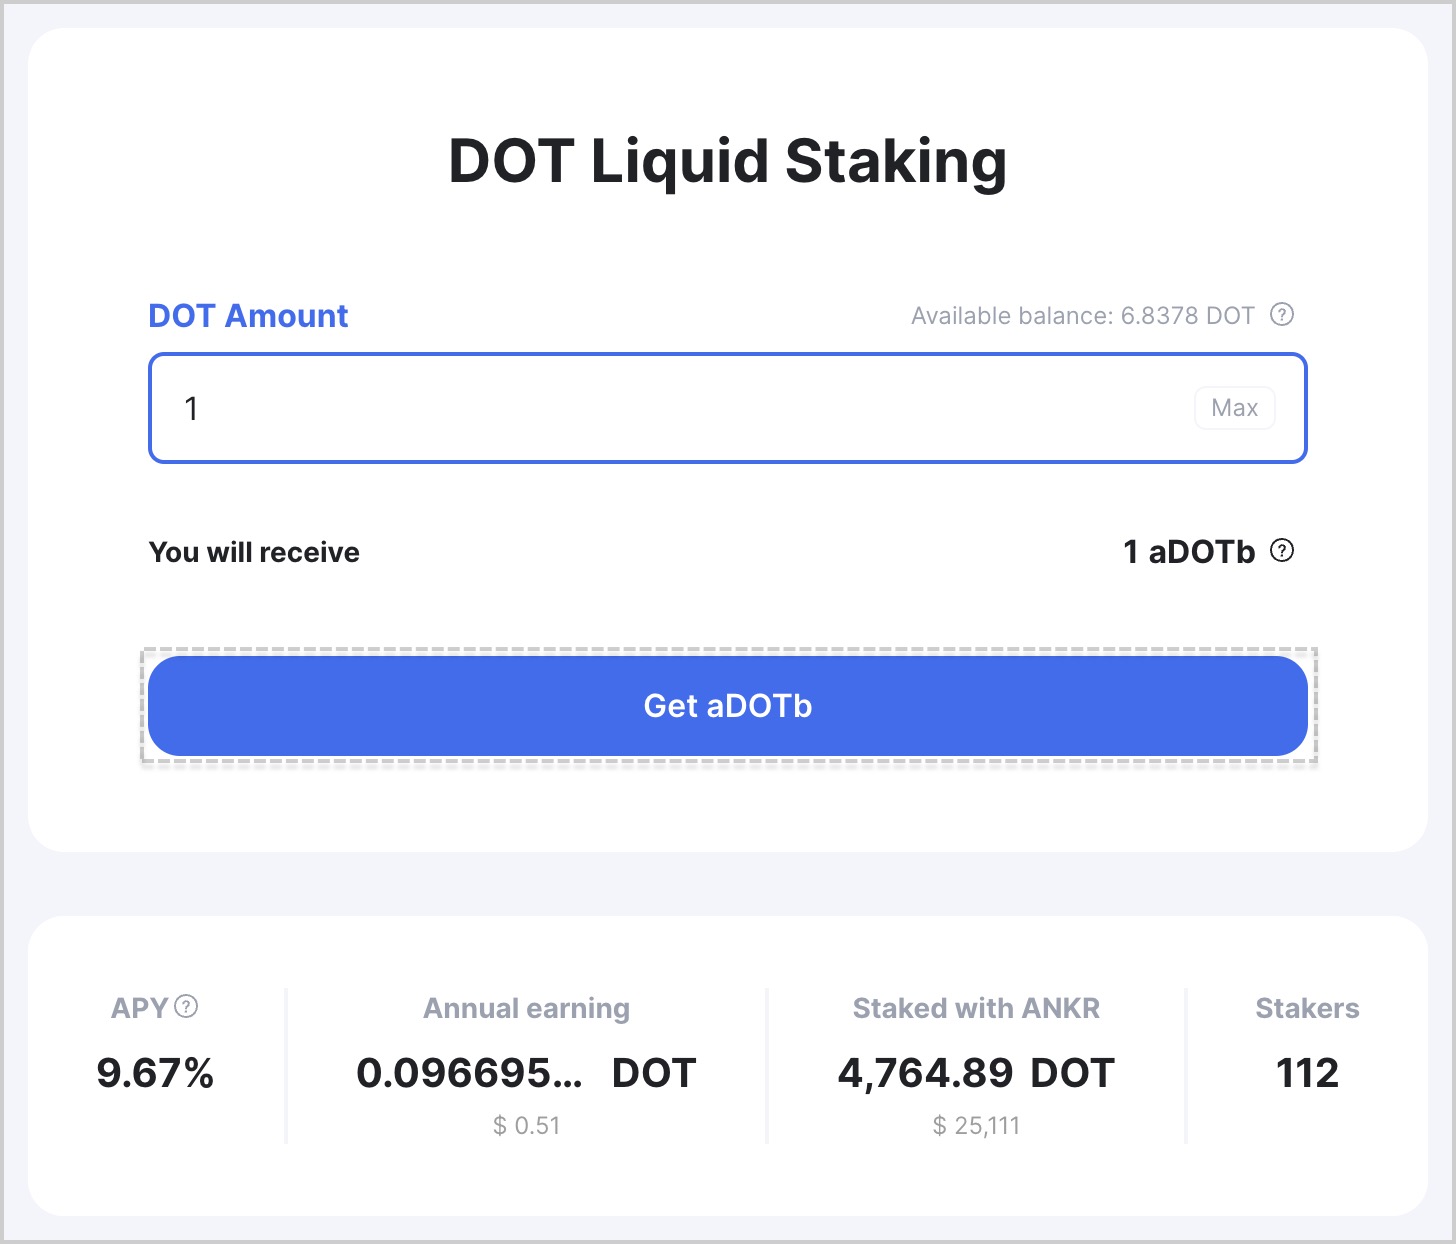 DOT Liquid Staking
DOT Amount
Available balance: 6.8378 DOT ?
1
Max
You will receive
1 aDOTb ?
Get aDOTb
APY ?
9.67%
Annual earning
0.096695... DOT
$ 0.51
Staked with ANKR
4,764.89 DOT
$ 25,111
Stakers
112